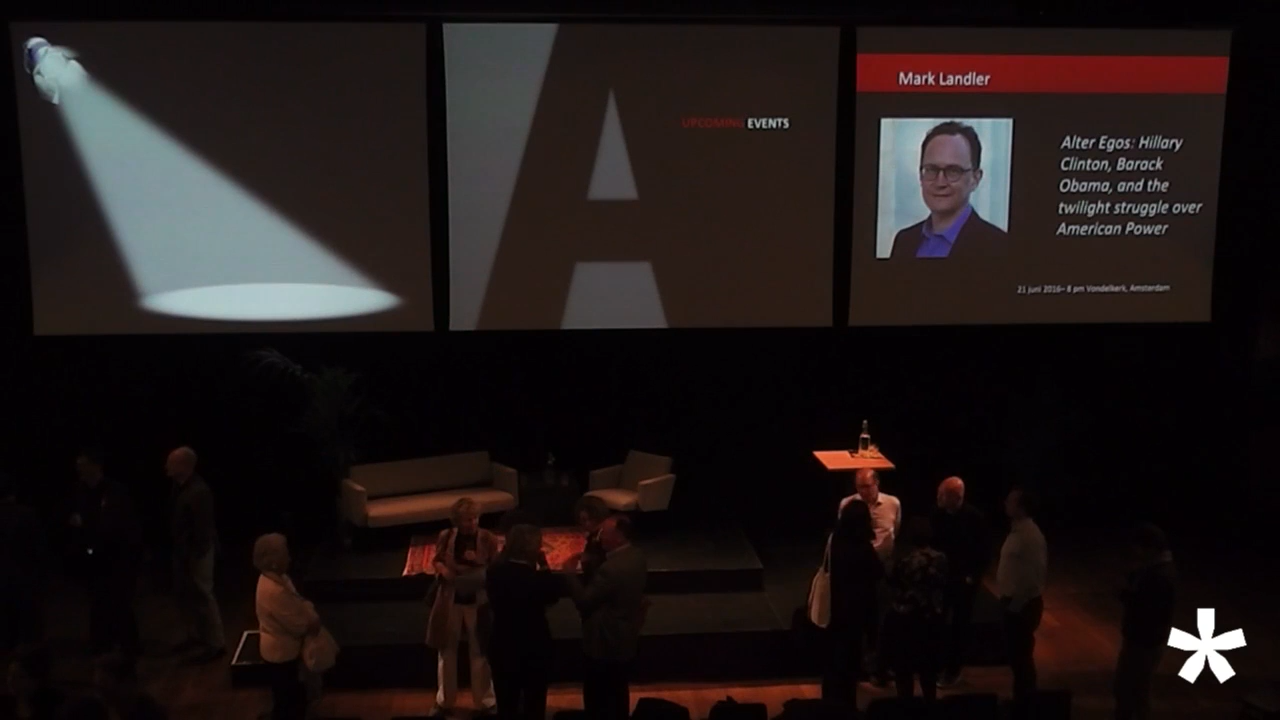 UPCOMING EVENTS
Mark Landler
Alter Egos: Hillary
Clinton, Barack
Obama, and the
twilight struggle over
American Power
21 juni 2016– 8 pm Vondelkerk, Amsterdam